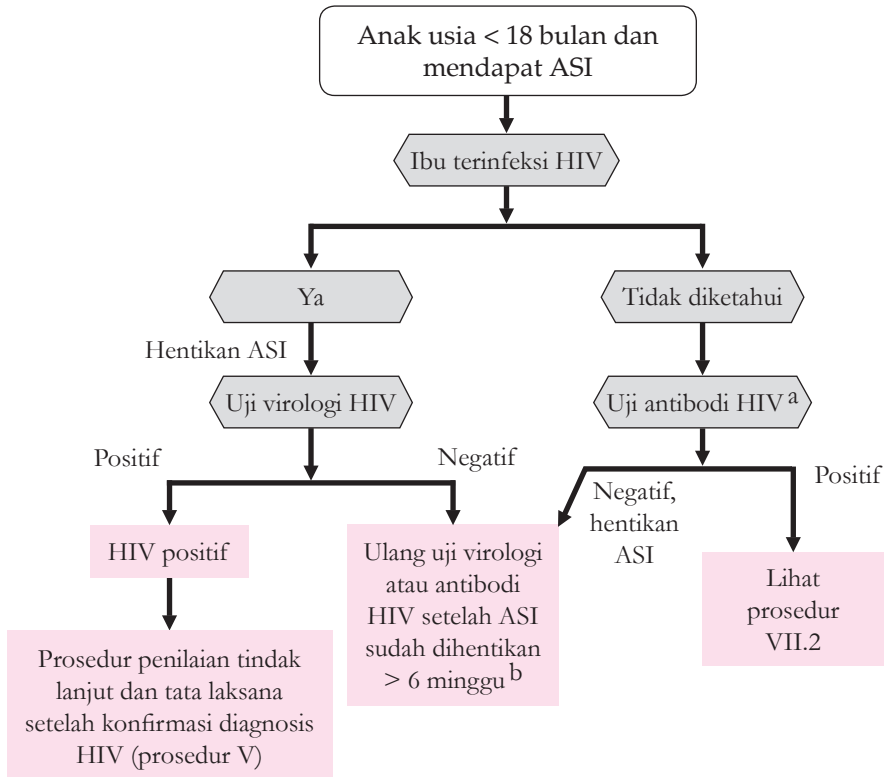 Anak usia < 18 bulan dan
mendapat ASI
Ibu terinfeksi HIV
Ya
Tidak diketahui
Hentikan ASI
Uji virologi HIV
Uji antibodi HIV a
Positif
Negatif
Negatif,
hentikan
ASI
Positif
HIV positif
Ulang uji virologi
atau antibodi
HIV setelah ASI
sudah dihentikan
> 6 minggu b
Lihat
prosedur
VII.2
Prosedur penilaian tindak
lanjut dan tata laksana
setelah konfirmasi diagnosis
HIV (prosedur V)